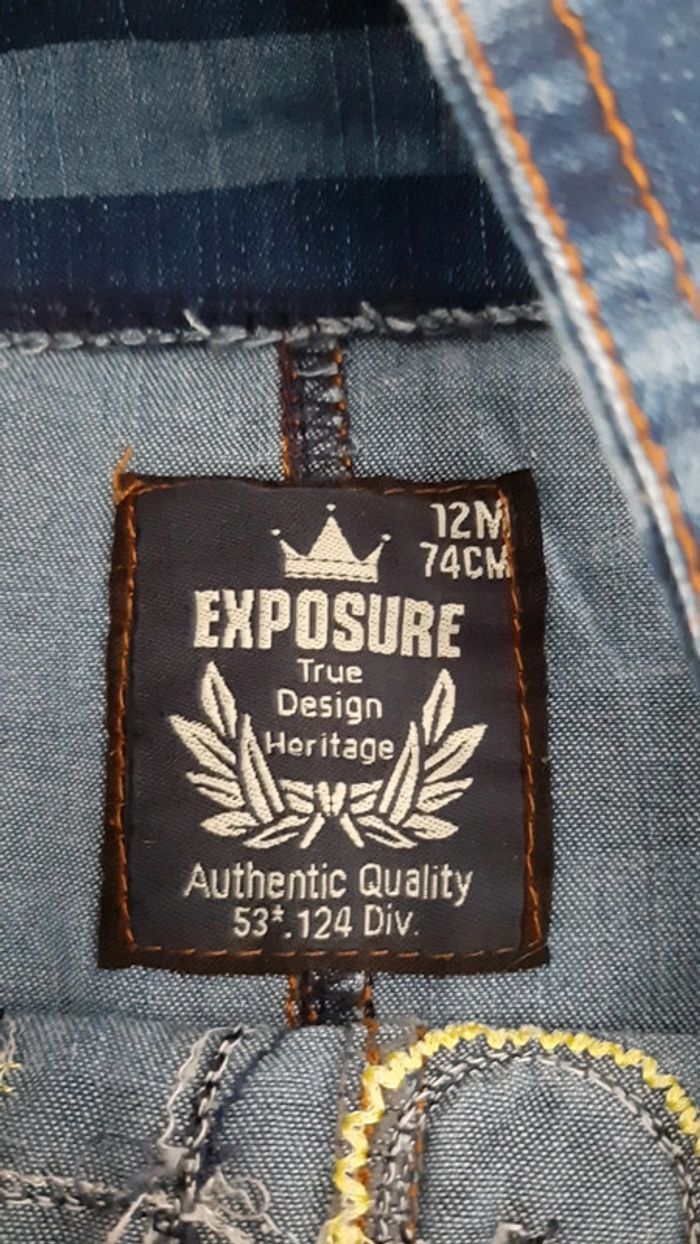 12M
74CM
EXPOSURE
True
Design
Heritage
Authentic Quality
53±.124 Div.